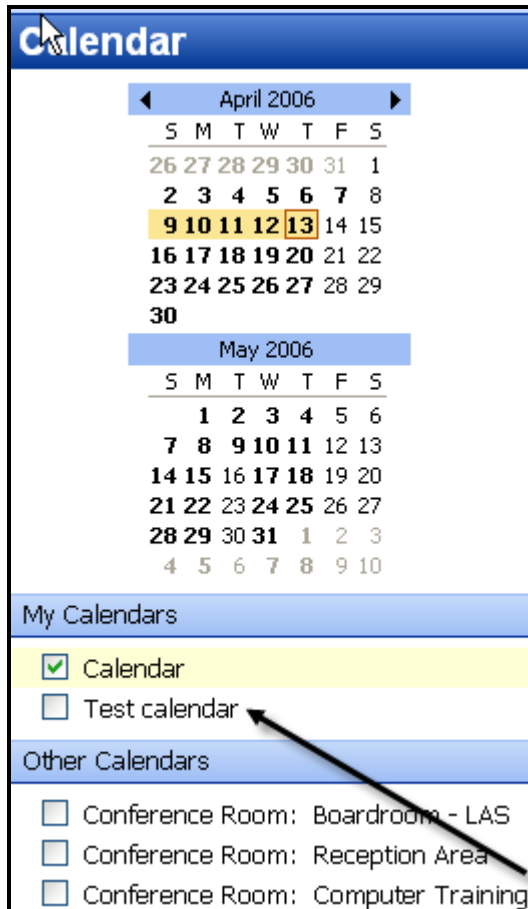 Calendar
April 2006
S M T W T F S
26 27 28 29 30 31 1
2 3 4 5 6 7 8
9 10 11 12 13 14 15
16 17 18 19 20 21 22
23 24 25 26 27 28 29
30
May 2006
S M T W T F S
1 2 3 4 5 6
7 8 9 10 11 12 13
14 15 16 17 18 19 20
21 22 23 24 25 26 27
28 29 30 31 1 2 3
4 5 6 7 8 9 10
My Calendars
Calendar
Test calendar
Other Calendars
Conference Room: Boardroom - LAS
Conference Room: Reception Area
Conference Room: Computer Training